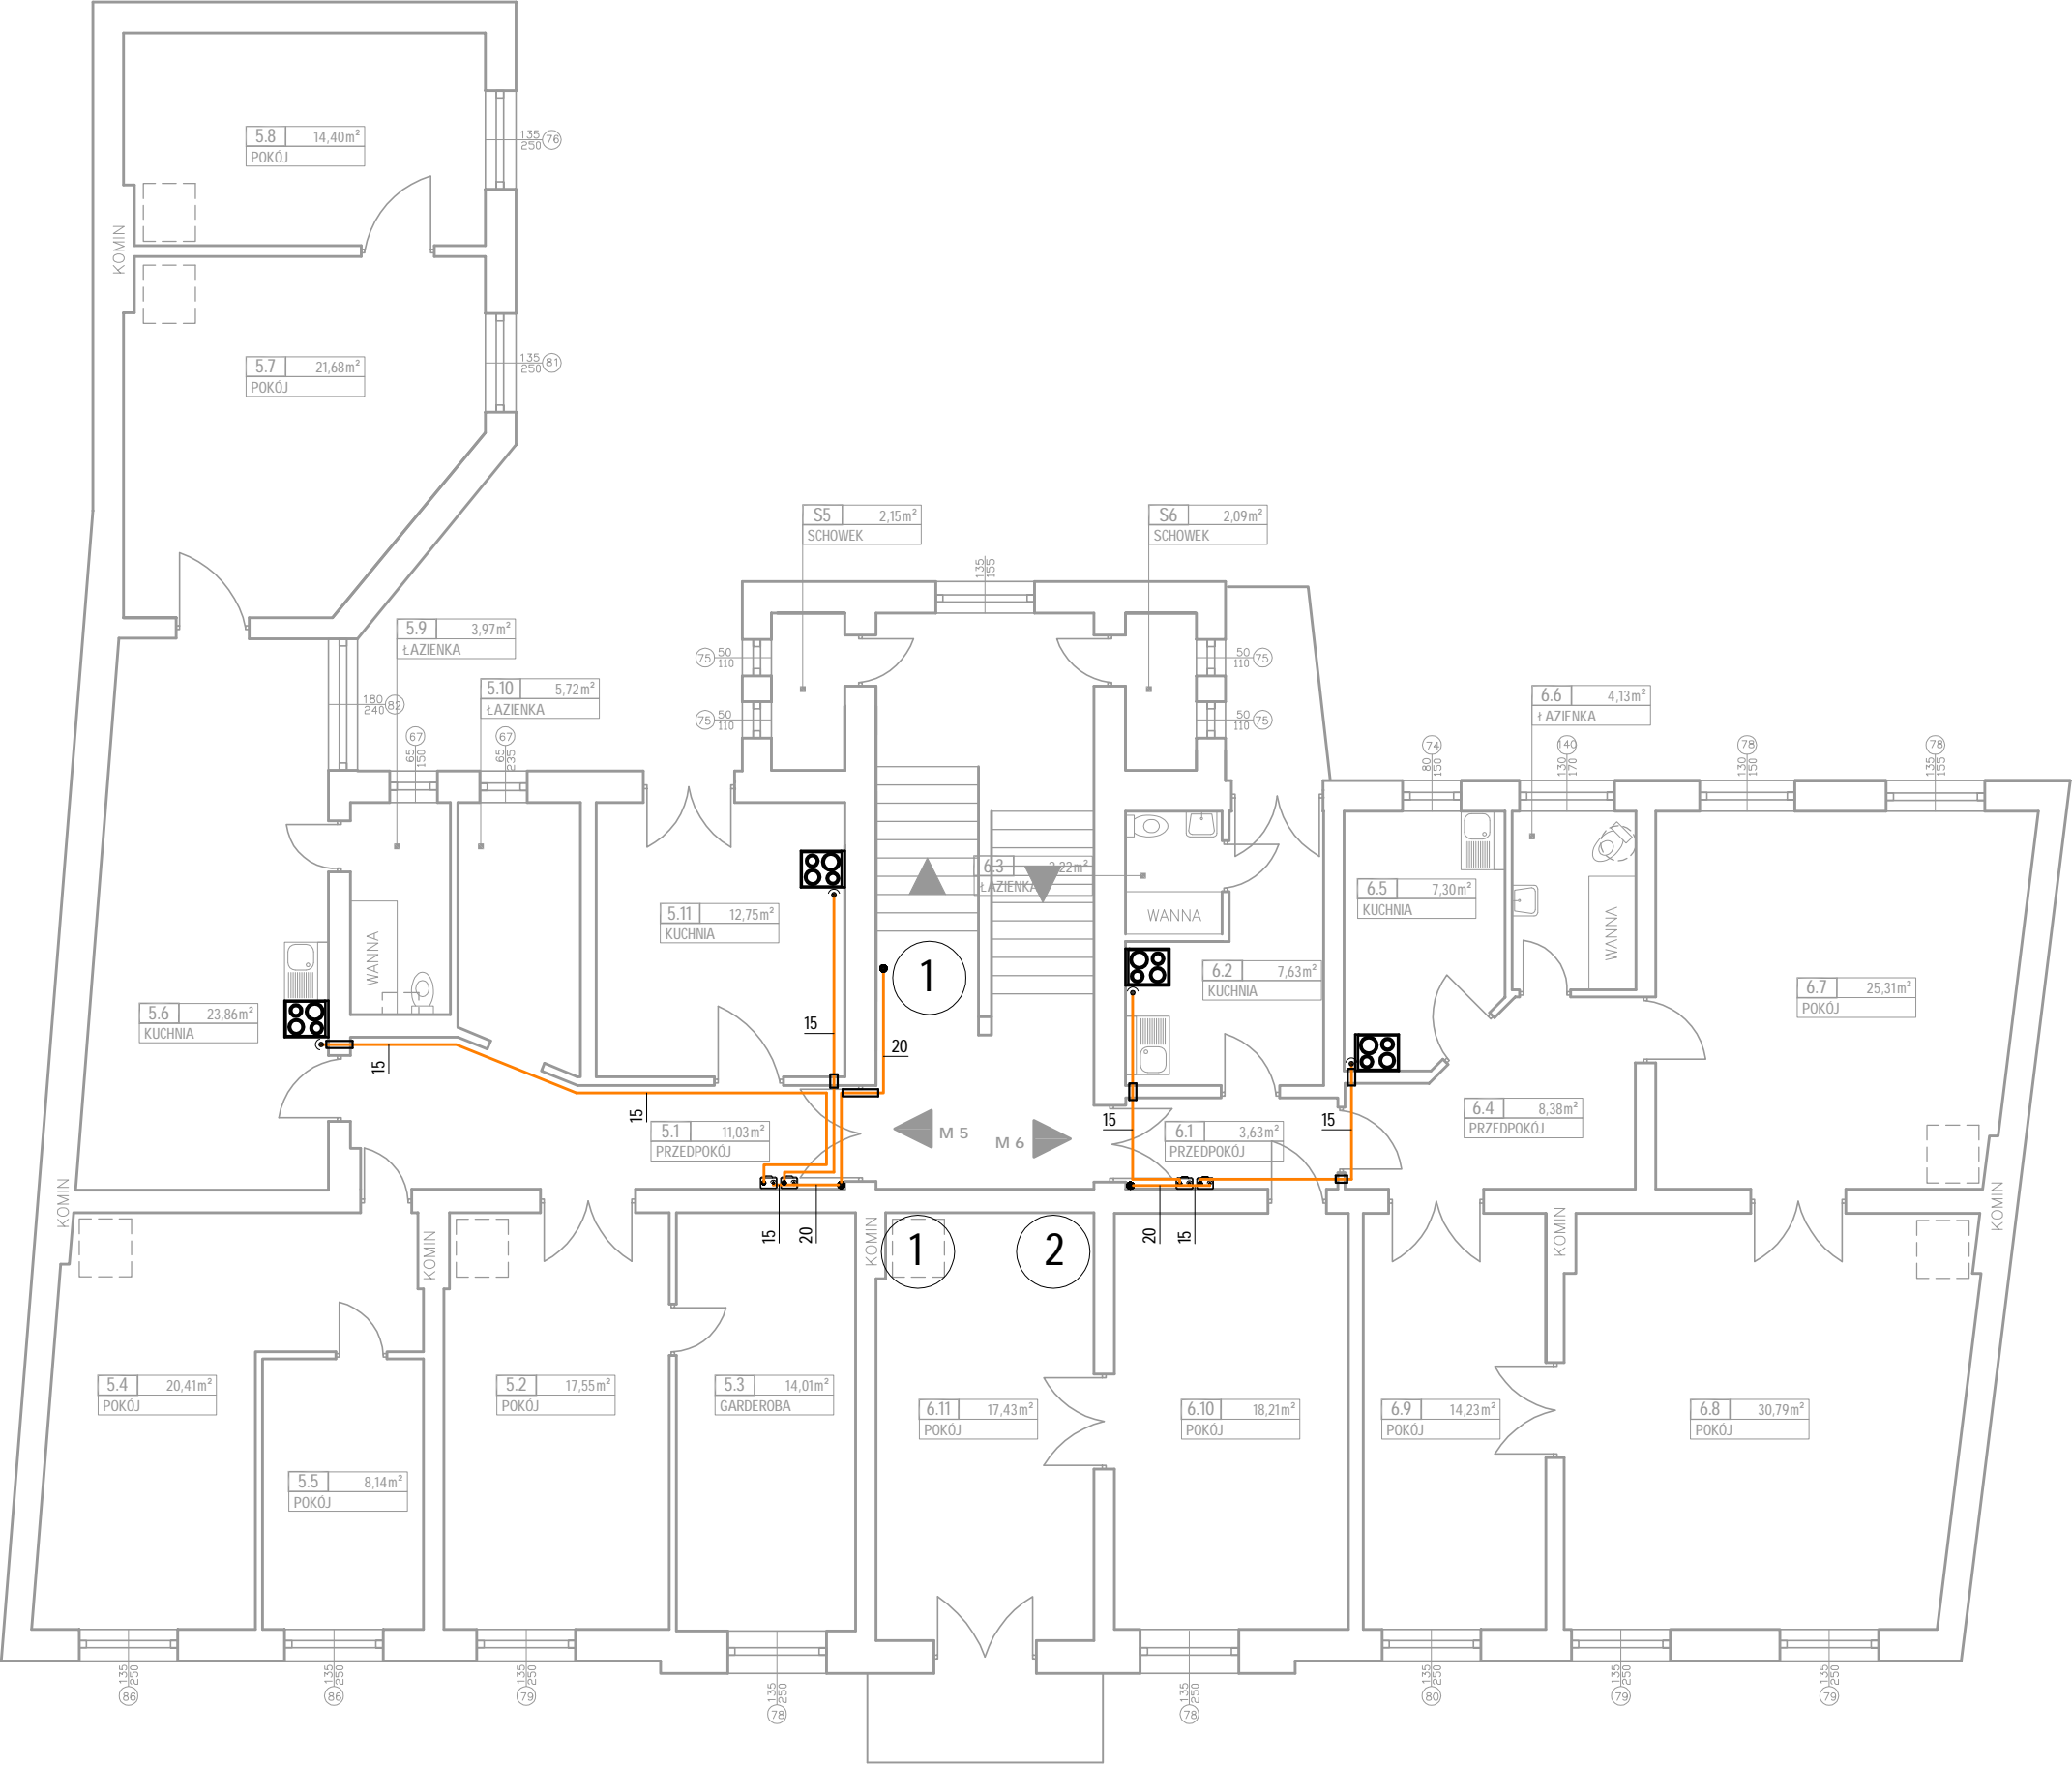 5.8 14,40m²
POKÓJ
135
250
76
KOMIN
5.7 21,68m²
POKÓJ
135
250
81
S5 2,15m²
SCHOWEK
S6 2,09m²
SCHOWEK
135
155
5.9 3,97m²
ŁAZIENKA
5.10 5,72m²
ŁAZIENKA
75
50
110
50
110
75
75
50
110
50
110
75
180
240
82
6.6 4,13m²
ŁAZIENKA
67
65
150
67
65
235
74
80
150
140
130
170
78
130
150
78
135
155
6.3 3,22m²
ŁAZIENKA
6.5 7,30m²
KUCHNIA
5.11 12,75m²
KUCHNIA
WANNA
WANNA
WANNA
6.2 7,63m²
KUCHNIA
1
6.7 25,31m²
POKÓJ
5.6 23,86m²
KUCHNIA
15
20
15
15
5.1 11,03m²
PRZEDPOKÓJ
M 5
M 6
15
6.1 3,63m²
PRZEDPOKÓJ
15
6.4 8,38m²
PRZEDPOKÓJ
KOMIN
KOMIN
KOMIN
KOMIN
KOMIN
15
20
1
2
20
15
5.4 20,41m²
POKÓJ
5.2 17,55m²
POKÓJ
5.3 14,01m²
GARDEROBA
6.11 17,43m²
POKÓJ
6.10 18,21m²
POKÓJ
6.9 14,23m²
POKÓJ
6.8 30,79m²
POKÓJ
5.5 8,14m²
POKÓJ
135
250
86
135
250
86
135
250
79
135
250
78
135
250
78
135
250
80
135
250
79
135
250
79